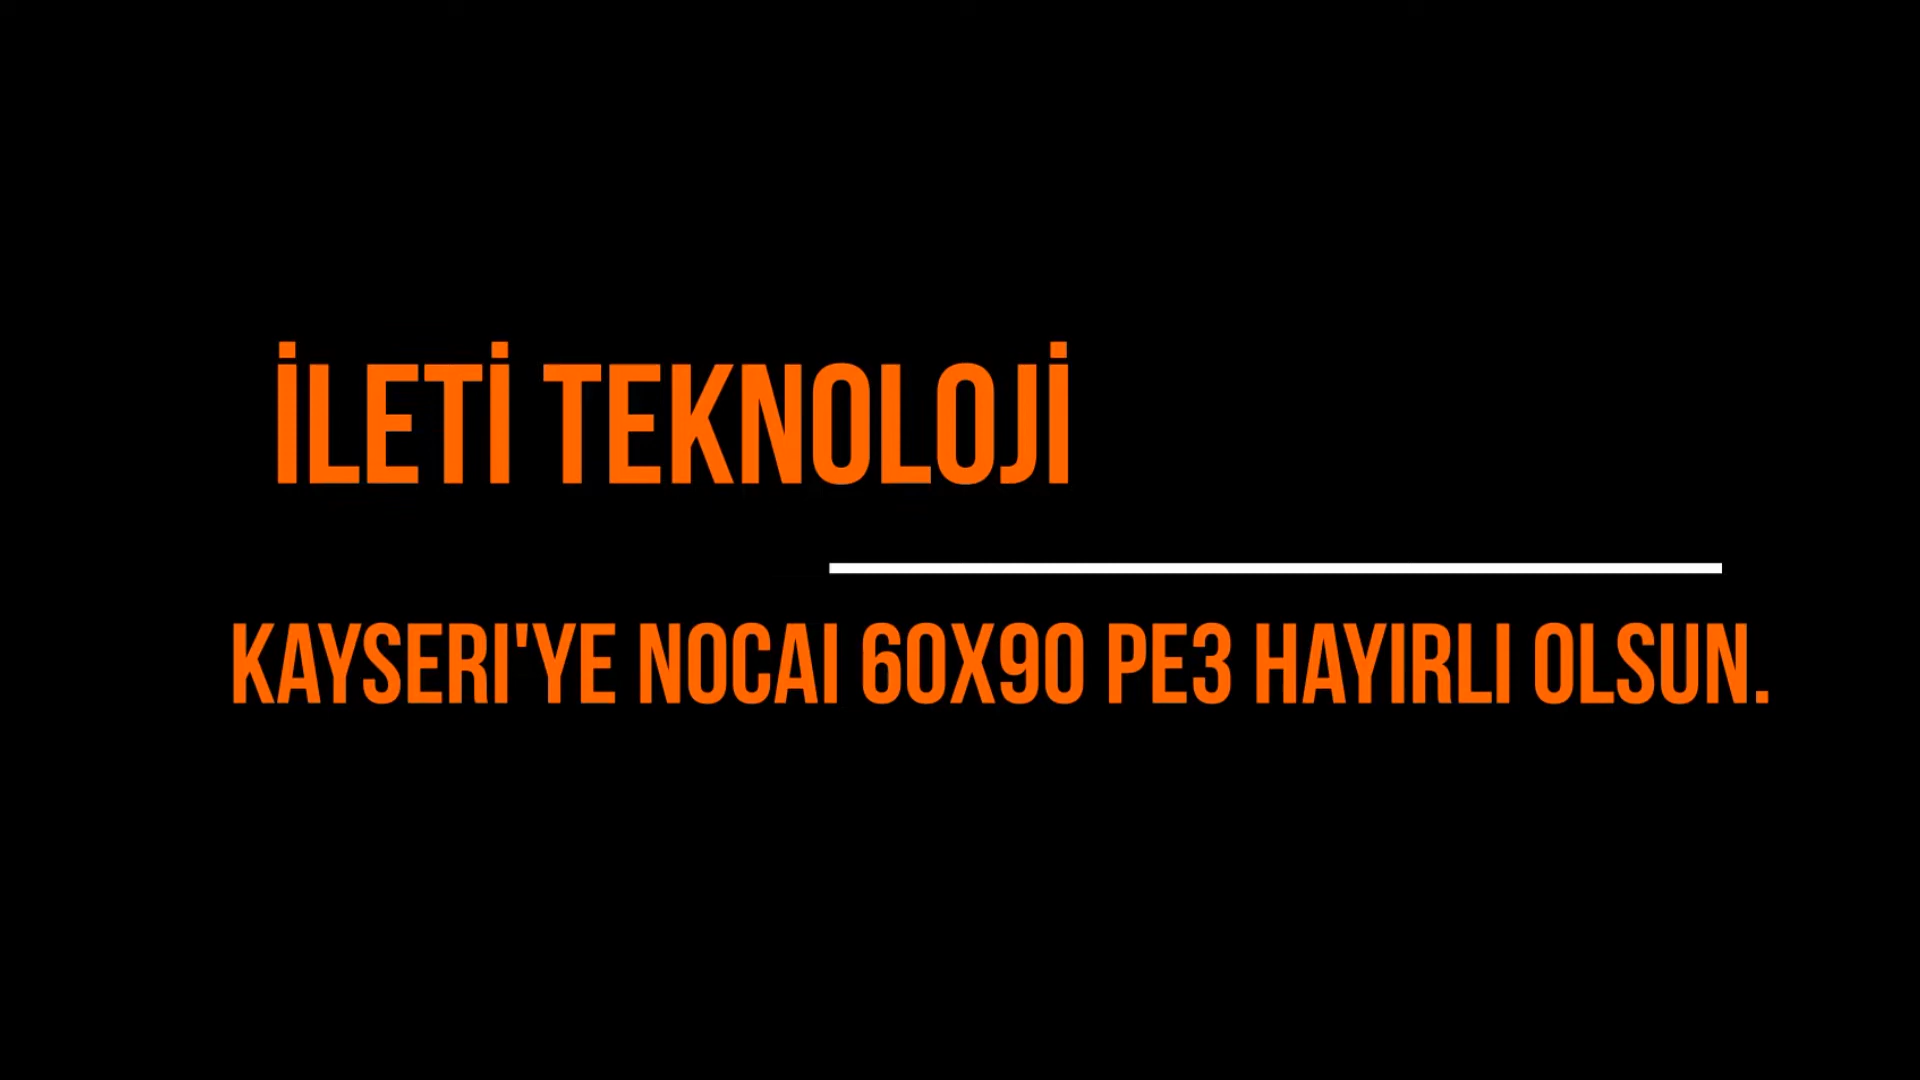 İLETİ TEKNOLOJİ
KAYSERI'YE NOCAI 60X90 PE3 HAYIRLI OLSUN.